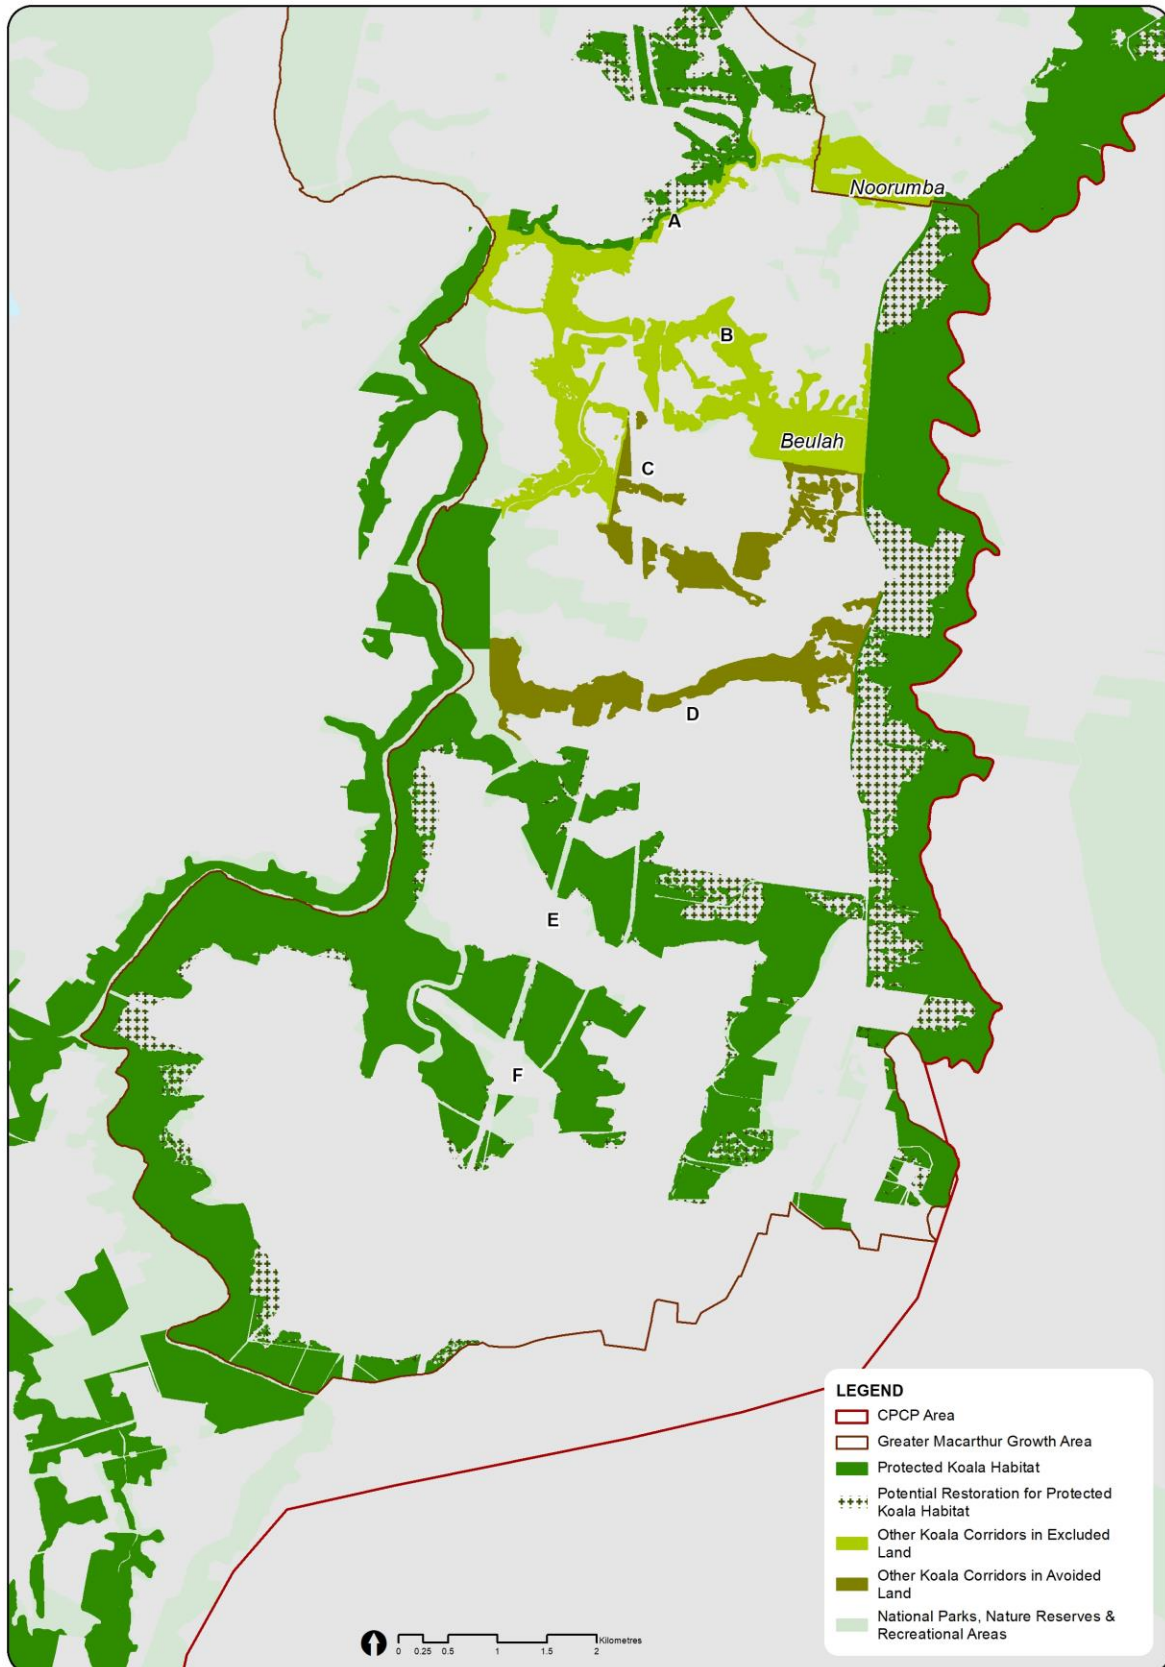 Noorumba
A
B
Beulah
C
D
E
F
LEGEND
CPCP Area
Greater Macarthur Growth Area
Protected Koala Habitat
Potential Restoration for Protected
Koala Habitat
Other Koala Corridors in Excluded
Land
Other Koala Corridors in Avoided
Land
National Parks, Nature Reserves &
Recreational Areas
Kilometres
0 0.25 0.5 1 1.5 2